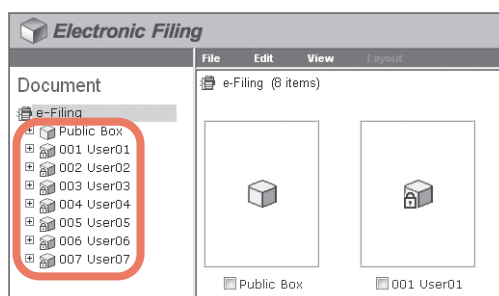 Electronic Filing
File Edit View Layout
Document
e-Filing (8 items)
e-Filing
Public Box
001 User01
002 User02
003 User03
004 User04
005 User05
006 User06
007 User07
Public Box
001 User01